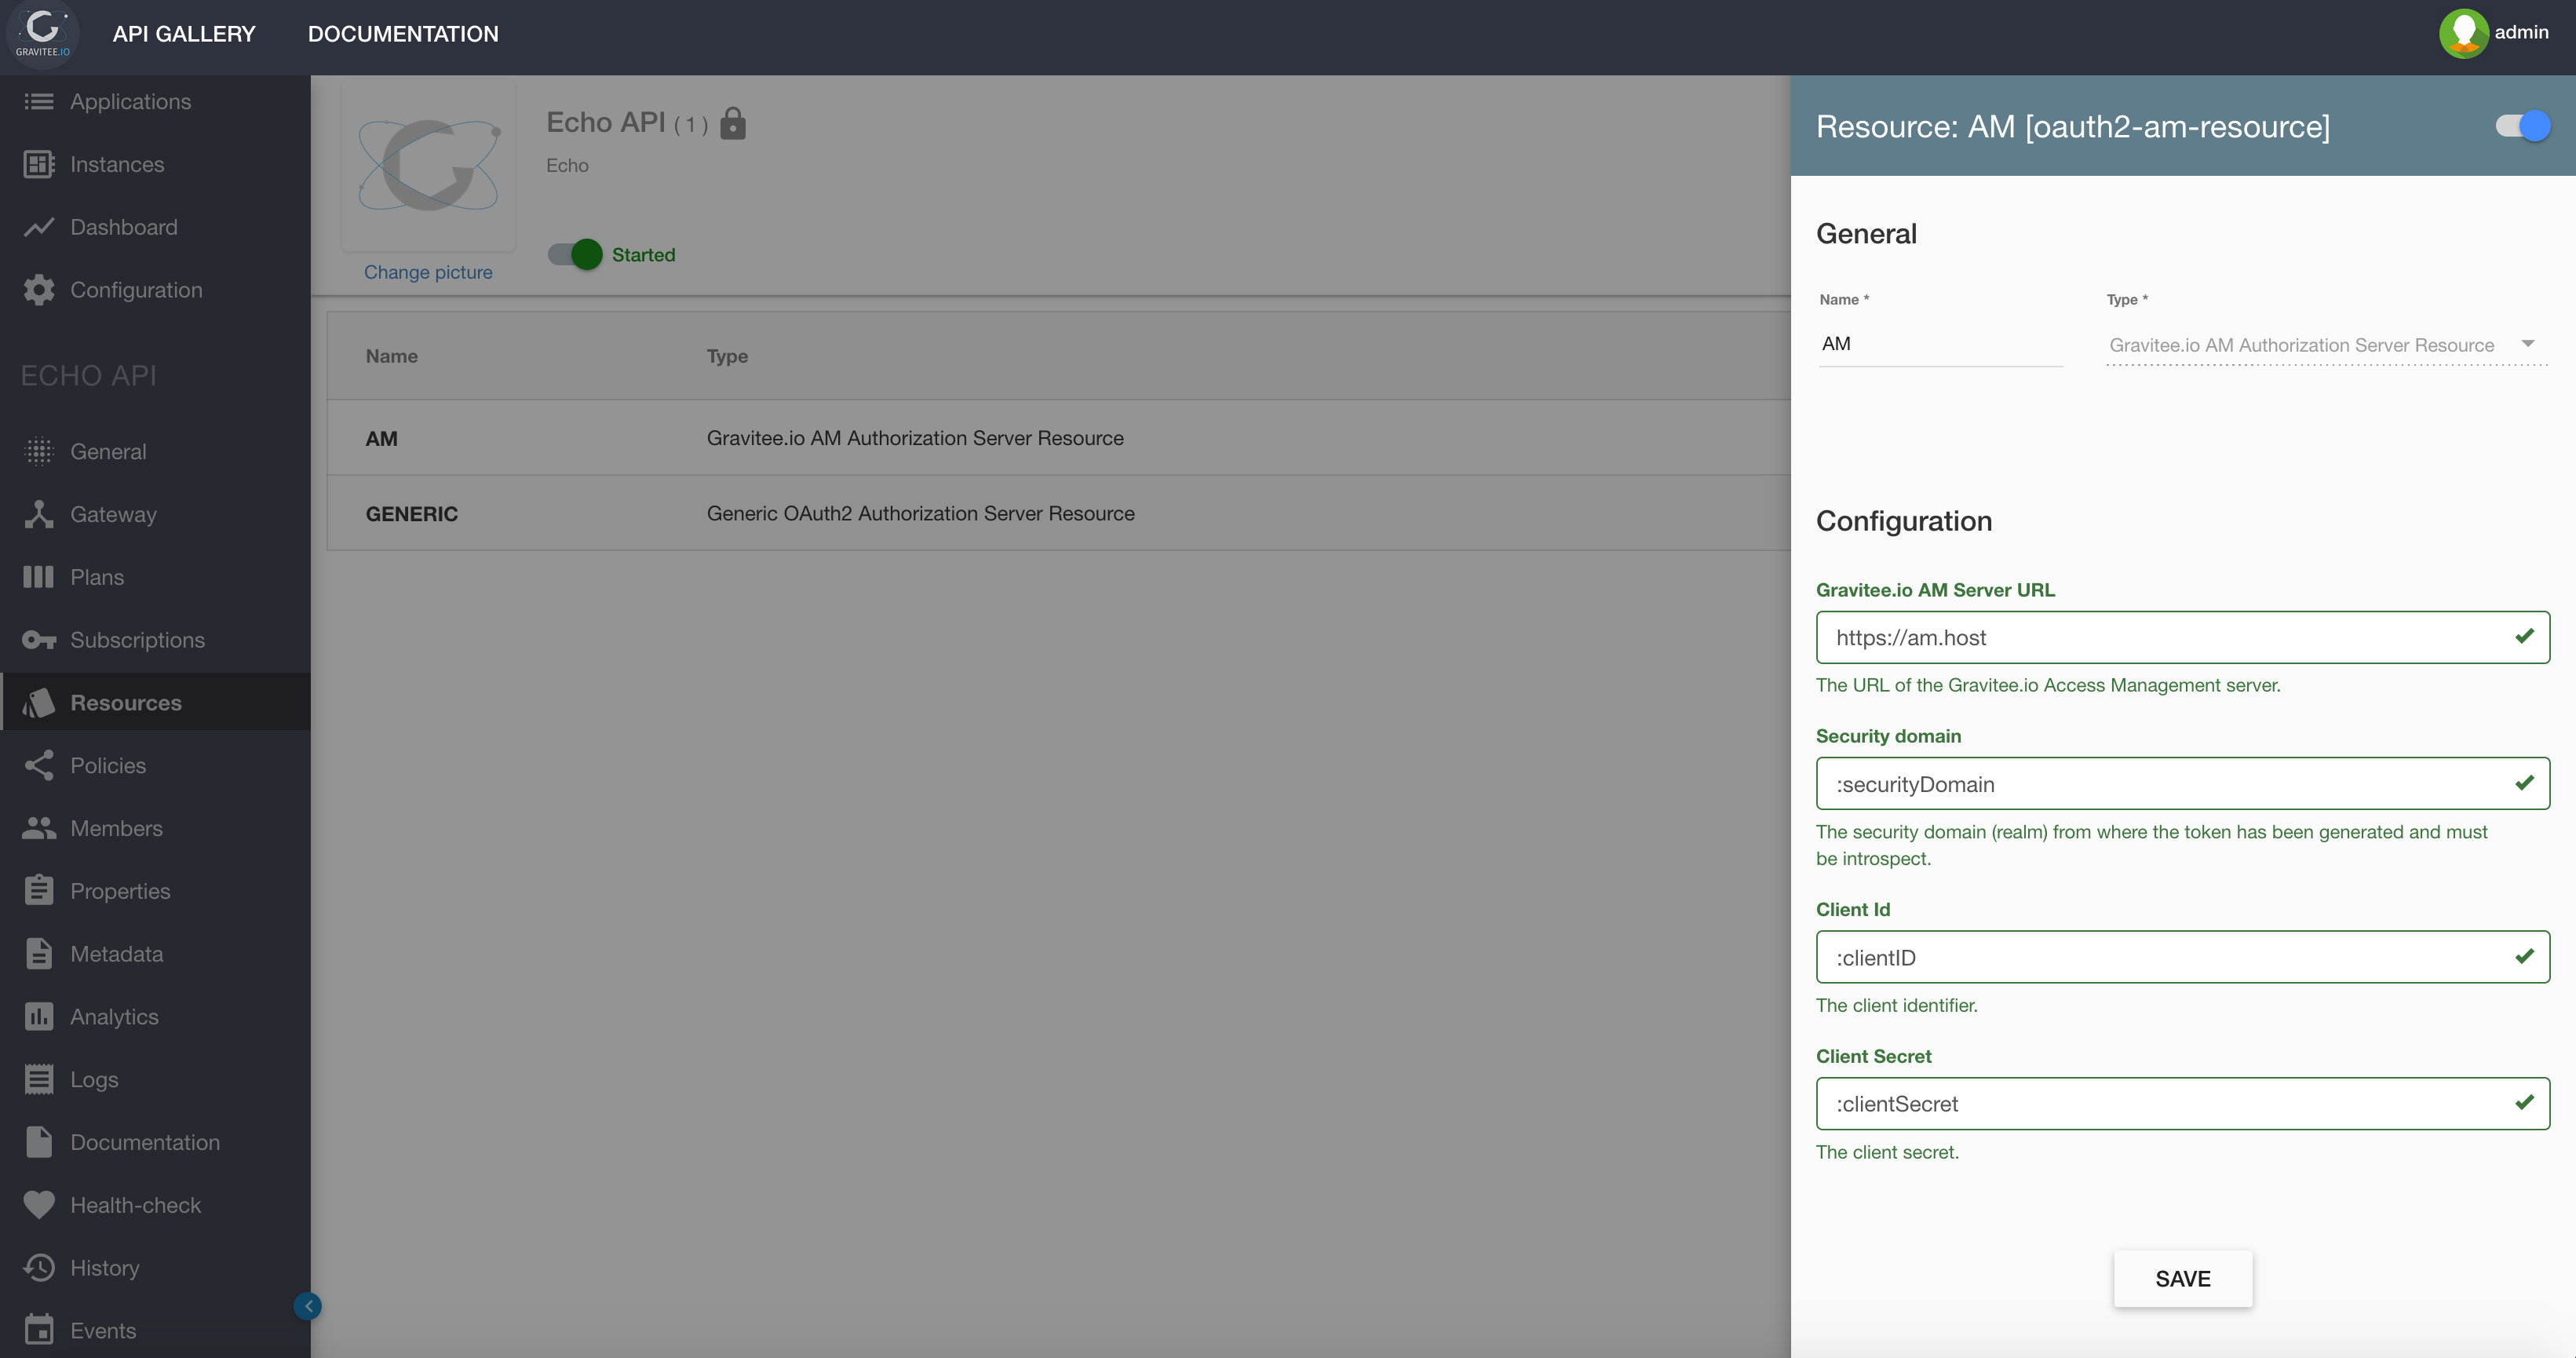 GRAVITEE.IO
API GALLERY
DOCUMENTATION
admin
Applications
Instances
Dashboard
Configuration
ECHO API
General
Gateway
Plans
Subscriptions
Resources
Policies
Members
Properties
Metadata
Analytics
Logs
Documentation
Health-check
History
Events
Echo API ( 1 )
Echo
Started
Change picture
Name Type
AM Gravitee.io AM Authorization Server Resource
GENERIC Generic OAuth2 Authorization Server Resource
Resource: AM [oauth2-am-resource]
General
Name * Type *
AM Gravitee.io AM Authorization Server Resource
Configuration
Gravitee.io AM Server URL
https://am.host
The URL of the Gravitee.io Access Management server.
Security domain
:securityDomain
The security domain (realm) from where the token has been generated and must
be introspect.
Client Id
:clientID
The client identifier.
Client Secret
:clientSecret
The client secret.
SAVE